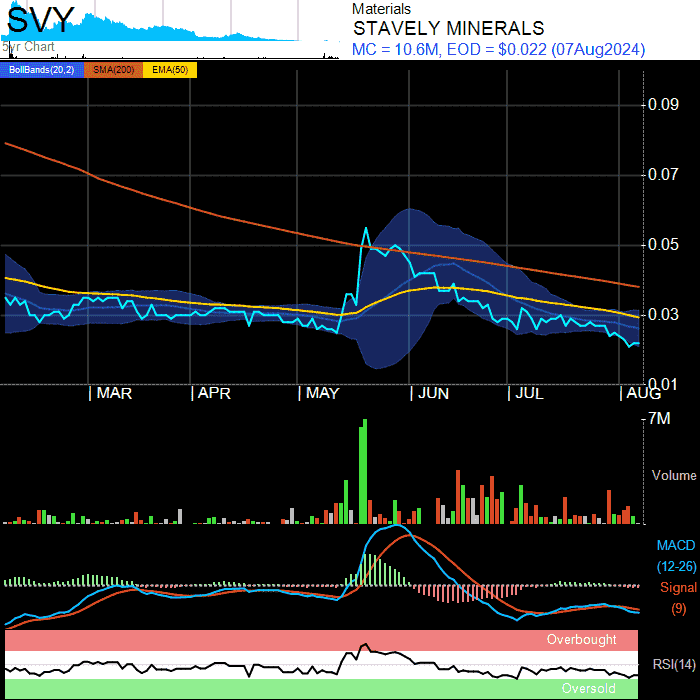 SVY
5yr Chart
Materials
STAVELY MINERALS
MC = 10.6M, EOD = $0.022 (07Aug2024)
BollBands(20,2) SMA(200) EMA(50)
0.09
0.07
0.05
0.03
0.01
MAR APR MAY JUN JUL AUG
7M
Volume
MACD
(12-26)
Signal
(9)
Overbought
RSI(14)
Oversold